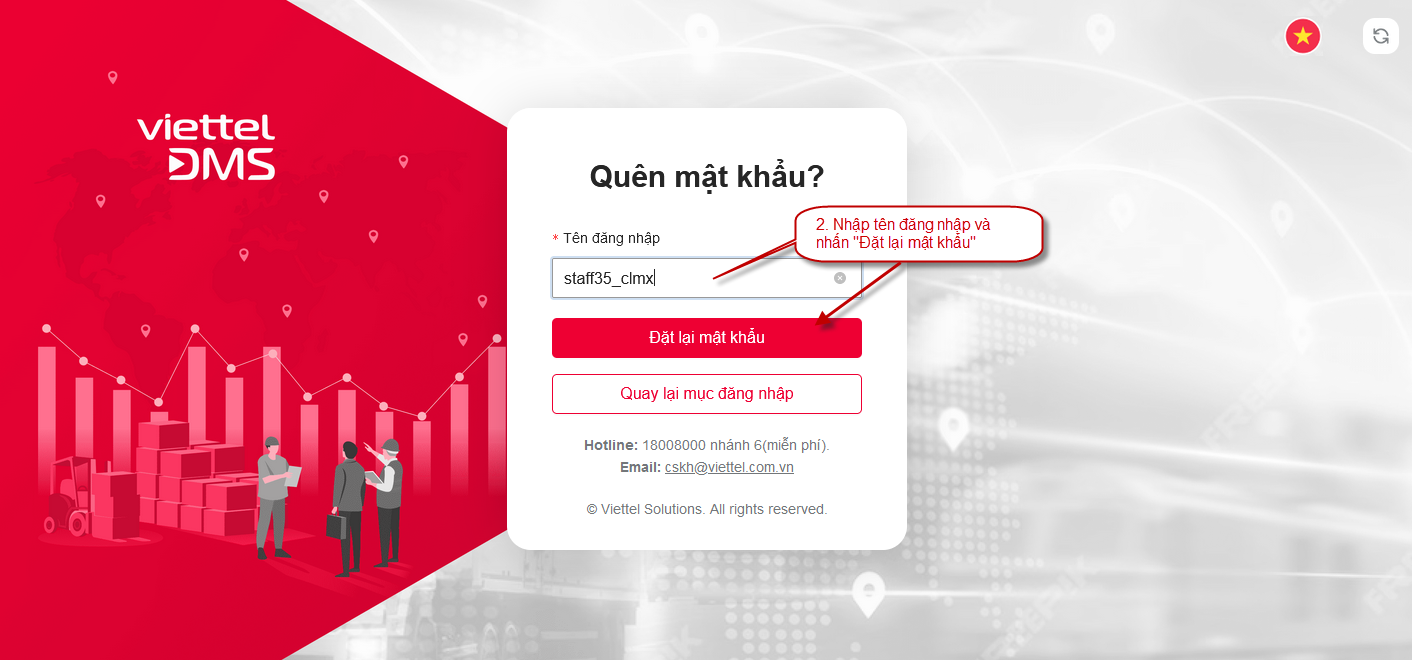 viettel
DMS
Quên mật khẩu?
* Tên đăng nhập
2. Nhập tên đăng nhập và
nhấn "Đặt lại mật khẩu"
staff35_clmx
Đặt lại mật khẩu
Quay lại mục đăng nhập
Hotline: 18008000 nhánh 6(miễn phí).
Email: cskh@viettel.com.vn
© Viettel Solutions. All rights reserved.